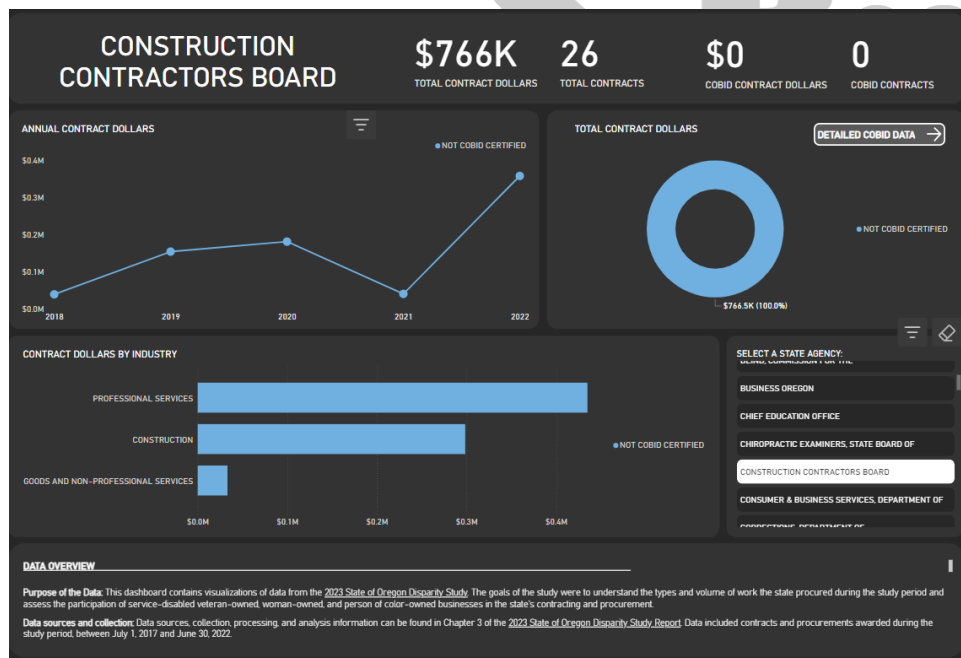 CONSTRUCTION
CONTRACTORS BOARD
$766K
TOTAL CONTRACT DOLLARS
26
TOTAL CONTRACTS
$0
COBID CONTRACT DOLLARS
0
COBID CONTRACTS
ANNUAL CONTRACT DOLLARS
NOT COBID CERTIFIED
$0.4M
$0.3M
$0.2M
$0.1M
$0.0M
2018
2019
2020
2021
2022
TOTAL CONTRACT DOLLARS
DETAILED COBID DATA
NOT COBID CERTIFIED
$766.5K (100.0%)
CONTRACT DOLLARS BY INDUSTRY
PROFESSIONAL SERVICES
CONSTRUCTION
GOODS AND NON-PROFESSIONAL SERVICES
NOT COBID CERTIFIED
$0.0M
$0.1M
$0.2M
$0.3M
$0.4M
SELECT A STATE AGENCY:
BLIND, COMMISSION FOR THE
BUSINESS OREGON
CHIEF EDUCATION OFFICE
CHIROPRACTIC EXAMINERS, STATE BOARD OF
CONSTRUCTION CONTRACTORS BOARD
CONSUMER & BUSINESS SERVICES, DEPARTMENT OF
CORRECTIONS, DEPARTMENT OF
DATA OVERVIEW
Purpose of the Data: This dashboard contains visualizations of data from the 2023 State of Oregon Disparity Study. The goals of the study were to understand the types and volume of work the state procured during the study period and
assess the participation of service-disabled veteran-owned, woman-owned, and person of color-owned businesses in the state's contracting and procurement.
Data sources and collection: Data sources, collection, processing, and analysis information can be found in Chapter 3 of the 2023 State of Oregon Disparity Study Report. Data included contracts and procurements awarded during the
study period, between July 1, 2017 and June 30, 2022.